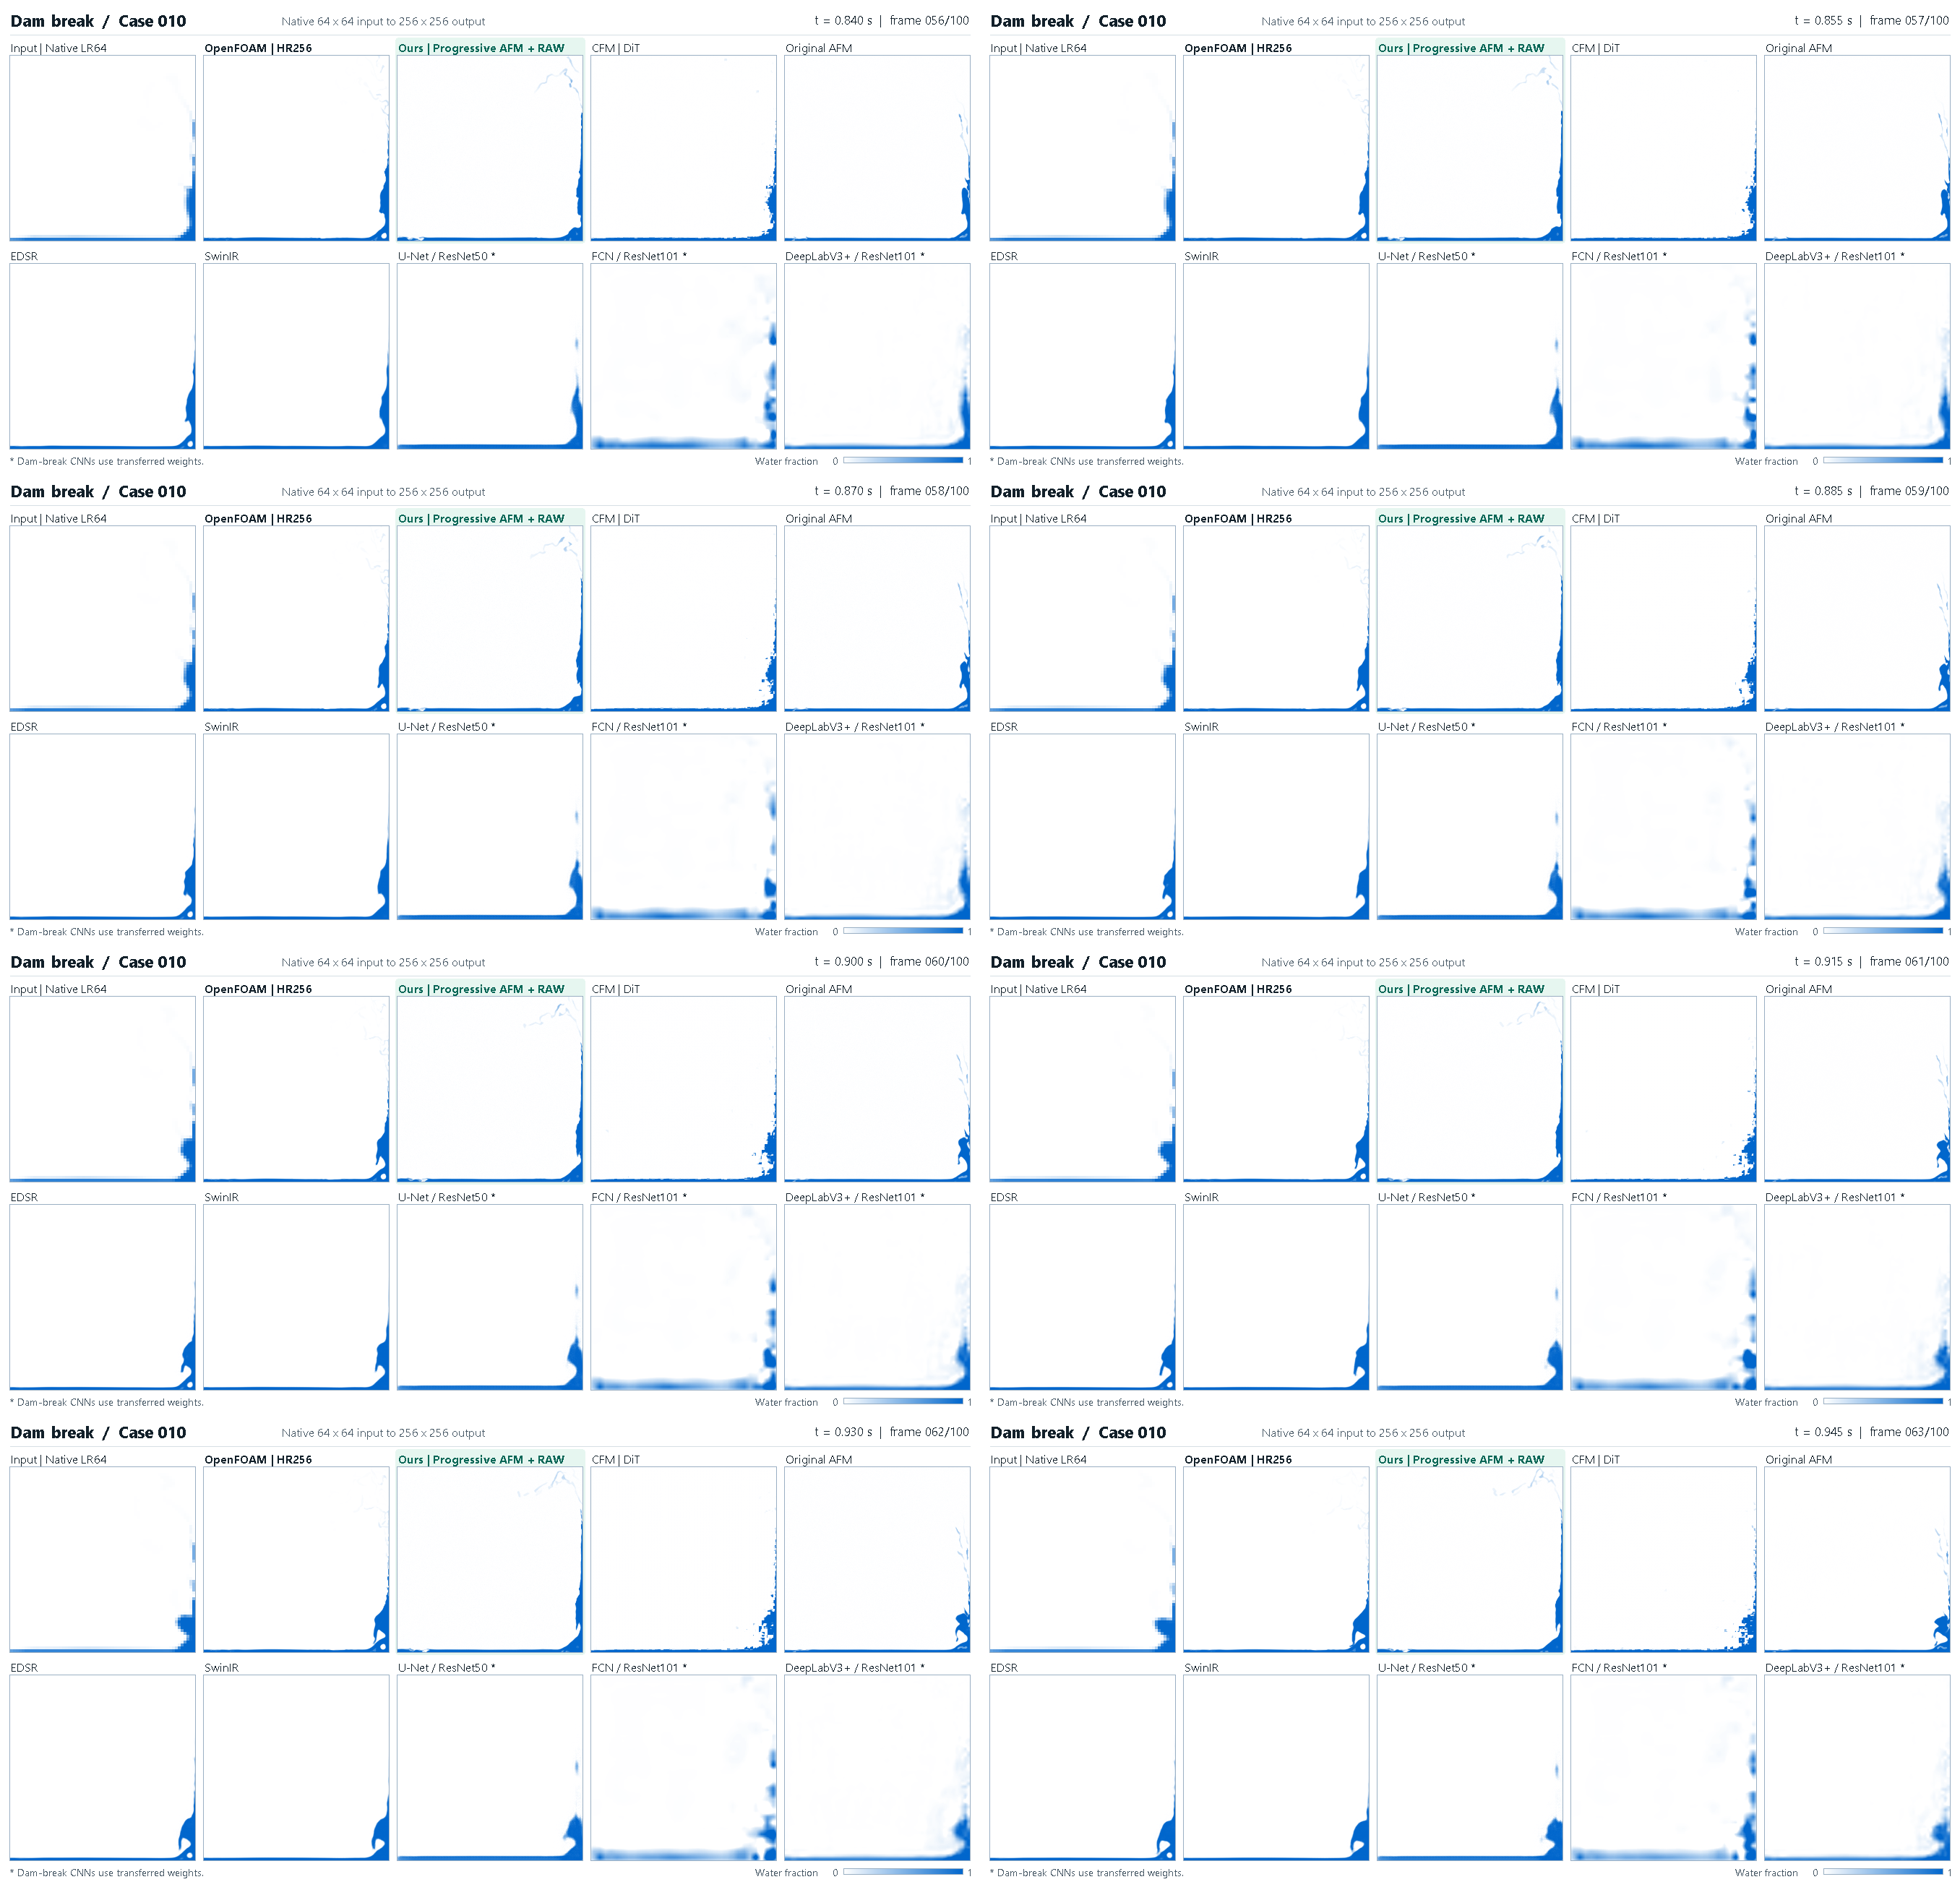 Dam break / Case 010 Native 64 x 64 input to 256 x 256 output t = 0.840 s | frame 056/100
Input | Native LR64 OpenFOAM | HR256 Ours | Progressive AFM + RAW CFM | DiT Original AFM
EDSR SwinIR U-Net / ResNet50 * FCN / ResNet101 * DeepLabV3+ / ResNet101 *
* Dam-break CNNs use transferred weights. Water fraction 0 1
Dam break / Case 010 Native 64 x 64 input to 256 x 256 output t = 0.855 s | frame 057/100
Input | Native LR64 OpenFOAM | HR256 Ours | Progressive AFM + RAW CFM | DiT Original AFM
EDSR SwinIR U-Net / ResNet50 * FCN / ResNet101 * DeepLabV3+ / ResNet101 *
* Dam-break CNNs use transferred weights. Water fraction 0 1
Dam break / Case 010 Native 64 x 64 input to 256 x 256 output t = 0.870 s | frame 058/100
Input | Native LR64 OpenFOAM | HR256 Ours | Progressive AFM + RAW CFM | DiT Original AFM
EDSR SwinIR U-Net / ResNet50 * FCN / ResNet101 * DeepLabV3+ / ResNet101 *
* Dam-break CNNs use transferred weights. Water fraction 0 1
Dam break / Case 010 Native 64 x 64 input to 256 x 256 output t = 0.885 s | frame 059/100
Input | Native LR64 OpenFOAM | HR256 Ours | Progressive AFM + RAW CFM | DiT Original AFM
EDSR SwinIR U-Net / ResNet50 * FCN / ResNet101 * DeepLabV3+ / ResNet101 *
* Dam-break CNNs use transferred weights. Water fraction 0 1
Dam break / Case 010 Native 64 x 64 input to 256 x 256 output t = 0.900 s | frame 060/100
Input | Native LR64 OpenFOAM | HR256 Ours | Progressive AFM + RAW CFM | DiT Original AFM
EDSR SwinIR U-Net / ResNet50 * FCN / ResNet101 * DeepLabV3+ / ResNet101 *
* Dam-break CNNs use transferred weights. Water fraction 0 1
Dam break / Case 010 Native 64 x 64 input to 256 x 256 output t = 0.915 s | frame 061/100
Input | Native LR64 OpenFOAM | HR256 Ours | Progressive AFM + RAW CFM | DiT Original AFM
EDSR SwinIR U-Net / ResNet50 * FCN / ResNet101 * DeepLabV3+ / ResNet101 *
* Dam-break CNNs use transferred weights. Water fraction 0 1
Dam break / Case 010 Native 64 x 64 input to 256 x 256 output t = 0.930 s | frame 062/100
Input | Native LR64 OpenFOAM | HR256 Ours | Progressive AFM + RAW CFM | DiT Original AFM
EDSR SwinIR U-Net / ResNet50 * FCN / ResNet101 * DeepLabV3+ / ResNet101 *
* Dam-break CNNs use transferred weights. Water fraction 0 1
Dam break / Case 010 Native 64 x 64 input to 256 x 256 output t = 0.945 s | frame 063/100
Input | Native LR64 OpenFOAM | HR256 Ours | Progressive AFM + RAW CFM | DiT Original AFM
EDSR SwinIR U-Net / ResNet50 * FCN / ResNet101 * DeepLabV3+ / ResNet101 *
* Dam-break CNNs use transferred weights. Water fraction 0 1